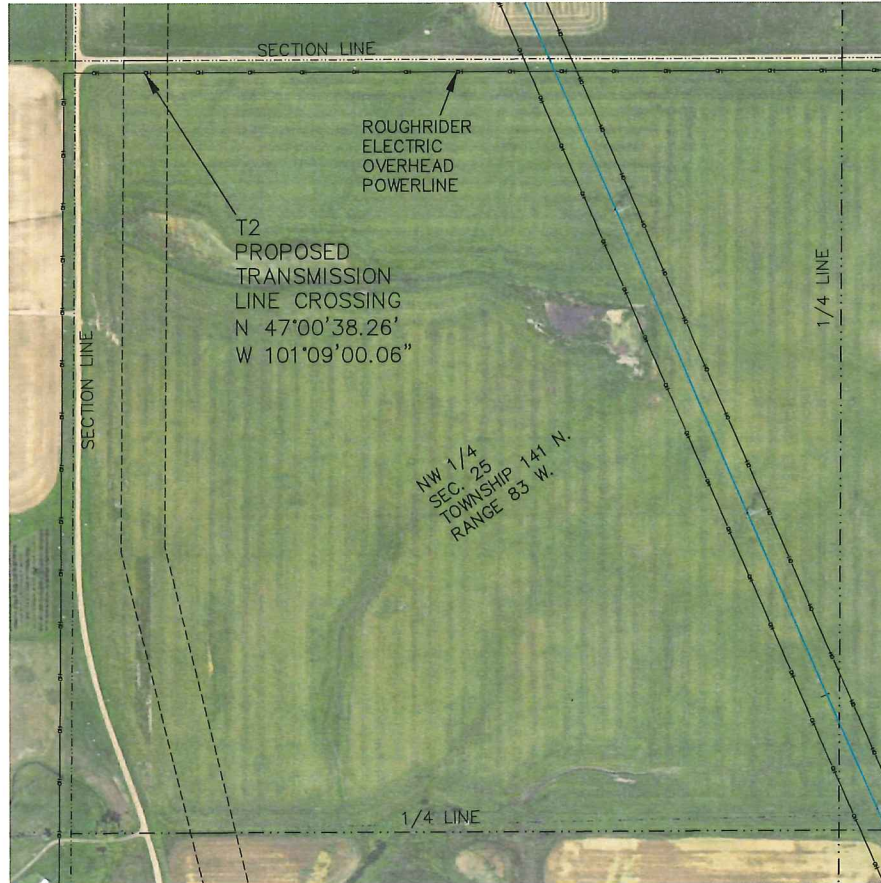 SECTION LINE
ROUGHRIDER
ELECTRIC
OVERHEAD
POWERLINE
T2
PROPOSED
TRANSMISSION
LINE CROSSING
N 47°00'38.26'
W 101°09'00.06"
1/4 LINE
SECTION LINE
NW 1/4
SEC. 25
TOWNSHIP 141 N.
RANGE 83 W.
1/4 LINE